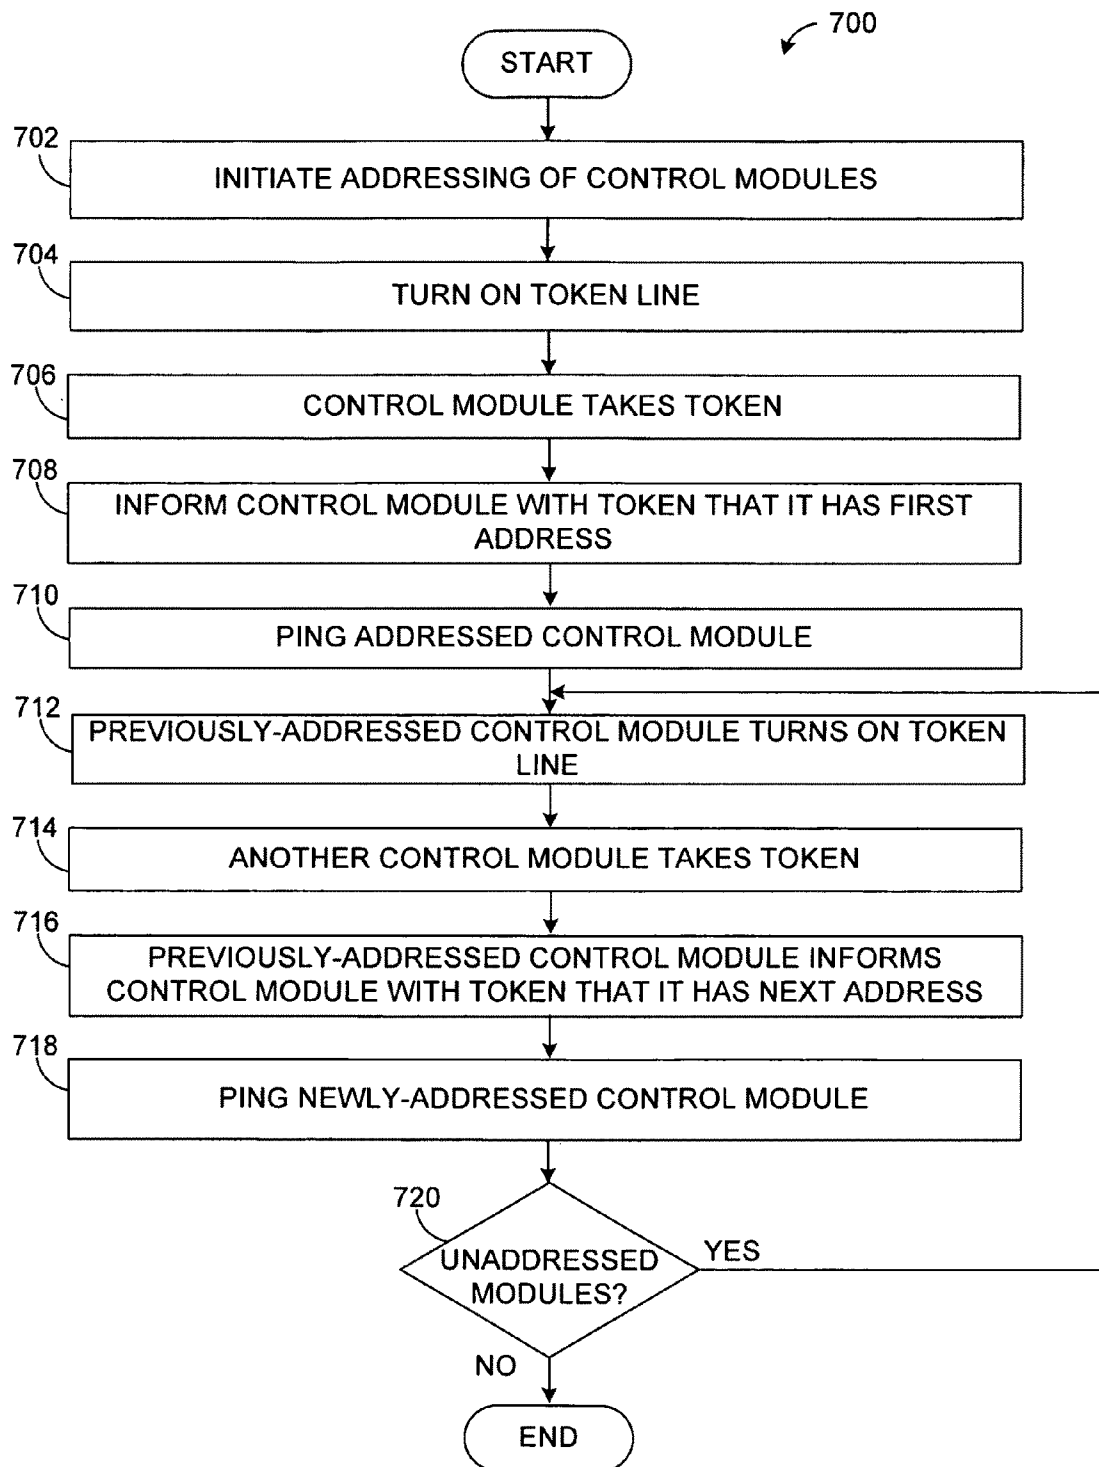 700
START
702
INITIATE ADDRESSING OF CONTROL MODULES
704
TURN ON TOKEN LINE
706
CONTROL MODULE TAKES TOKEN
708
INFORM CONTROL MODULE WITH TOKEN THAT IT HAS FIRST
ADDRESS
710
PING ADDRESSED CONTROL MODULE
712
PREVIOUSLY-ADDRESSED CONTROL MODULE TURNS ON TOKEN
LINE
714
ANOTHER CONTROL MODULE TAKES TOKEN
716
PREVIOUSLY-ADDRESSED CONTROL MODULE INFORMS
CONTROL MODULE WITH TOKEN THAT IT HAS NEXT ADDRESS
718
PING NEWLY-ADDRESSED CONTROL MODULE
720
UNADDRESSED
MODULES?
YES
NO
END